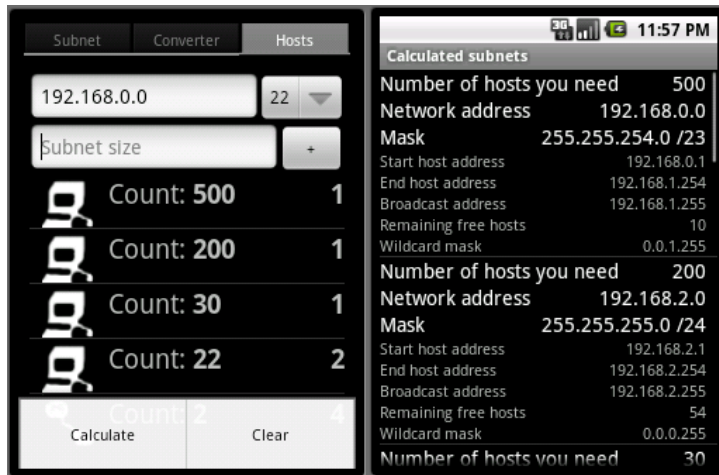 Subnet Converter Hosts
192.168.0.0 22
Subnet size +
Count: 500 1
Count: 200 1
Count: 30 1
Count: 22 2
Count: 2 4
Calculate Clear
3G 11:57 PM
Calculated subnets
Number of hosts you need 500
Network address 192.168.0.0
Mask 255.255.254.0 /23
Start host address 192.168.0.1
End host address 192.168.1.254
Broadcast address 192.168.1.255
Remaining free hosts 10
Wildcard mask 0.0.1.255
Number of hosts you need 200
Network address 192.168.2.0
Mask 255.255.255.0 /24
Start host address 192.168.2.1
End host address 192.168.2.254
Broadcast address 192.168.2.255
Remaining free hosts 54
Wildcard mask 0.0.0.255
Number of hosts you need 30